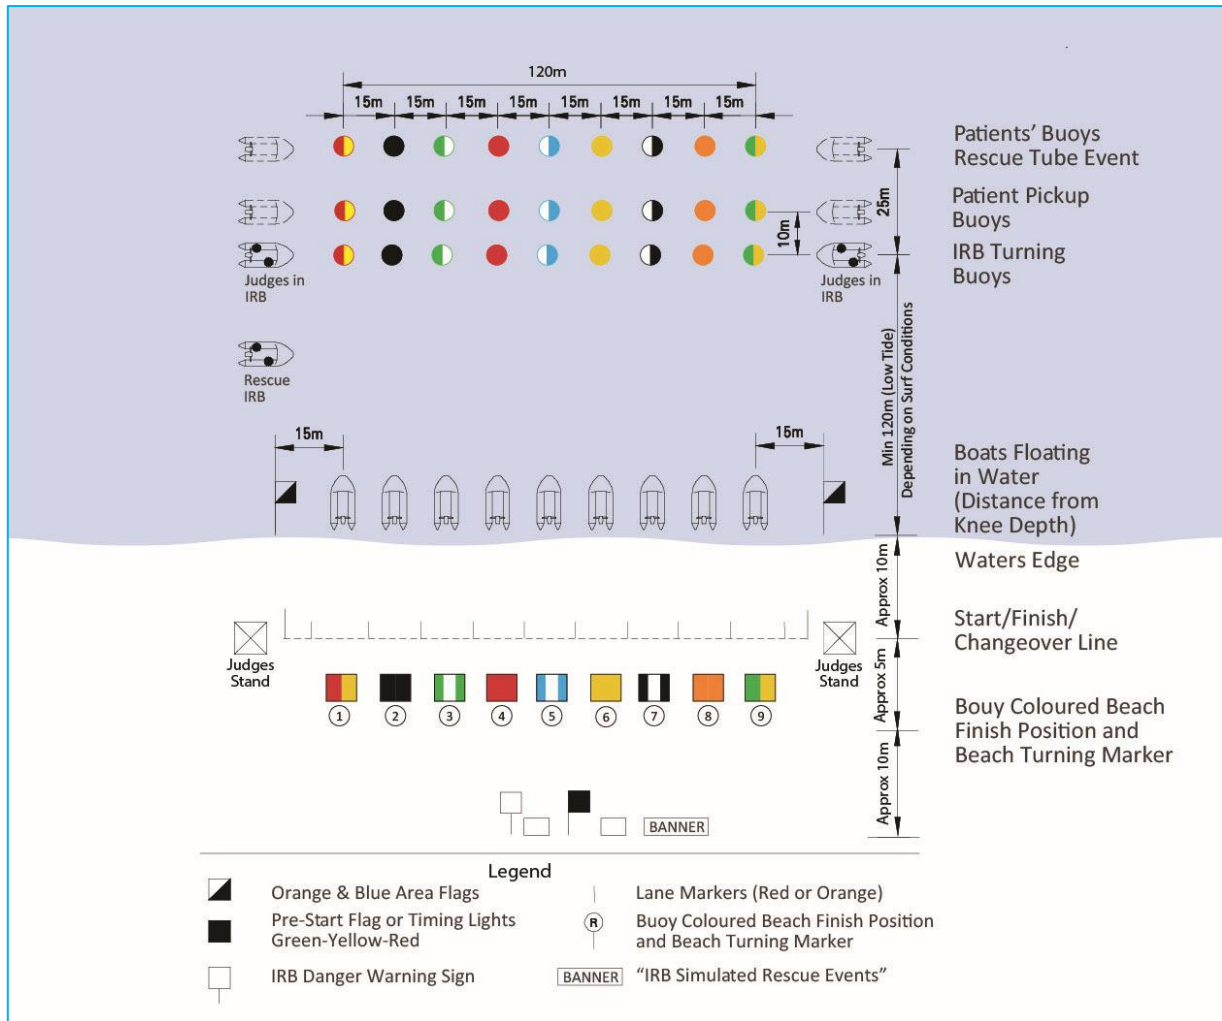 120m
15m 15m 15m 15m 15m 15m 15m 15m
Patients' Buoys
Rescue Tube Event
25m
Patient Pickup
Buoys
10m
IRB Turning
Buoys
Judges in
IRB
Judges in
IRB
Rescue
IRB
Min 120m (Low Tide)
Depending on Surf Conditions
15m
15m
Boats Floating
in Water
(Distance from
Knee Depth)
Waters Edge
Approx 10m
Start/Finish/
Changeover Line
Judges
Stand
Judges
Stand
Approx 5m
1 2 3 4 5 6 7 8 9
Bouy Coloured Beach
Finish Position and
Beach Turning Marker
Approx 10m
BANNER
Legend
Orange & Blue Area Flags
Pre-Start Flag or Timing Lights
Green-Yellow-Red
IRB Danger Warning Sign
Lane Markers (Red or Orange)
R Buoy Coloured Beach Finish Position
and Beach Turning Marker
BANNER "IRB Simulated Rescue Events"